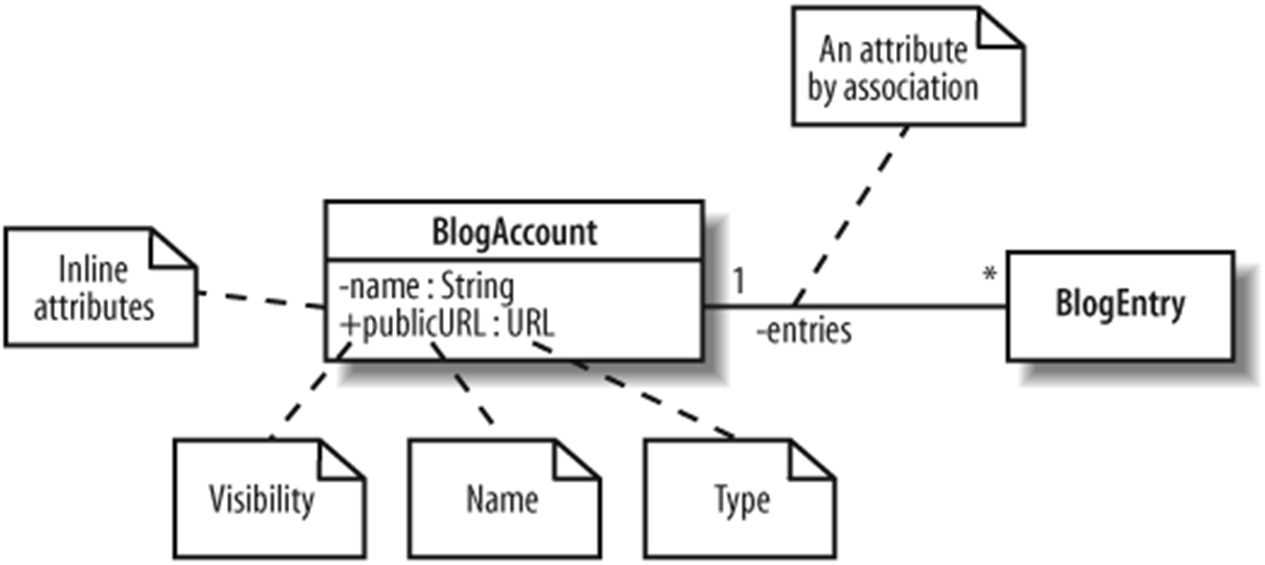 An attribute
by association
BlogAccount
Inline
attributes
-name : String
+publicURL : URL
1
*
-entries
BlogEntry
Visibility
Name
Type